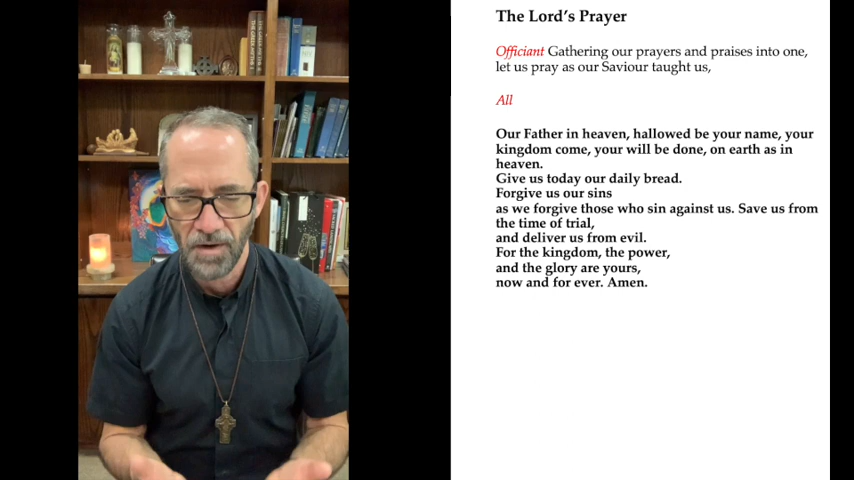 The Lord's Prayer
Officiant Gathering our prayers and praises into one,
let us pray as our Saviour taught us,
All
Our Father in heaven, hallowed be your name, your
kingdom come, your will be done, on earth as in
heaven.
Give us today our daily bread.
Forgive us our sins
as we forgive those who sin against us. Save us from
the time of trial,
and deliver us from evil.
For the kingdom, the power,
and the glory are yours,
now and for ever. Amen.